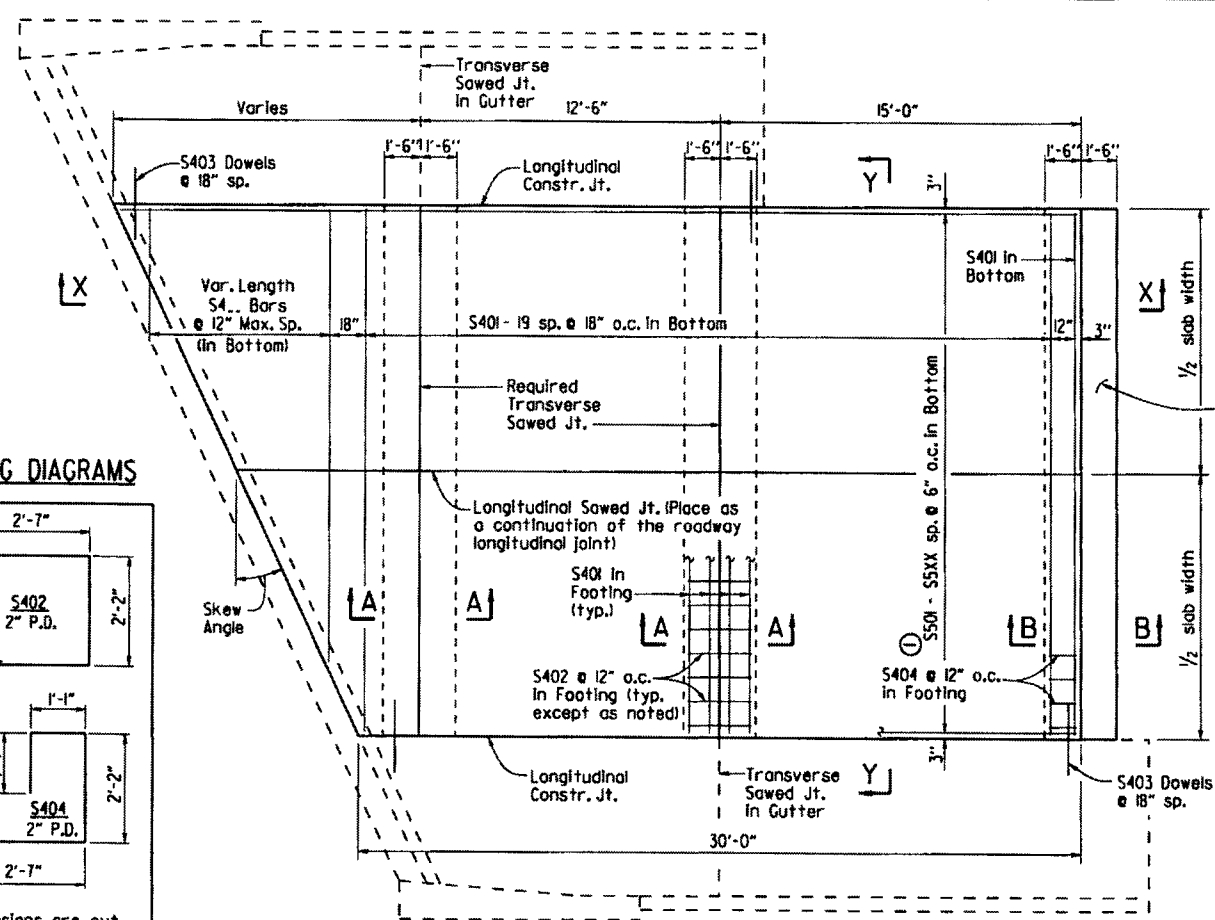 Transverse
Sawed Jt.
In Gutter
Varies
12'-6"
15'-0"
1'-6" 1'-6"
1'-6" 1'-6"
1'-6" 1'-6"
S403 Dowels
@ 18" sp.
Longitudinal
Constr. Jt.
Y
3"
S401 in
Bottom
X
X
Var. Length
S4__ Bars
@ 12" Max. Sp.
(In Bottom)
18"
S401 - 19 sp. @ 18" o.c. In Bottom
12"
3"
1/2 slab width
Required
Transverse
Sawed Jt.
S501 - S5XX sp. @ 6" o.c. in Bottom
1
G DIAGRAMS
2'-7"
S402
2" P.D.
2'-2"
Longitudinal Sawed Jt. (Place as
a continuation of the roadway
longitudinal joint)
Skew
Angle
S401 in
Footing
(typ.)
A
A
A
A
B
B
1/2 slab width
S402 @ 12" o.c.
In Footing (typ.
except as noted)
S404 @ 12" o.c.
in Footing
1'-1"
S404
2" P.D.
2'-2"
2'-7"
Longitudinal
Constr. Jt.
Transverse
Sawed Jt.
In Gutter
Y
3"
S403 Dowels
@ 18" sp.
30'-0"
sions are out